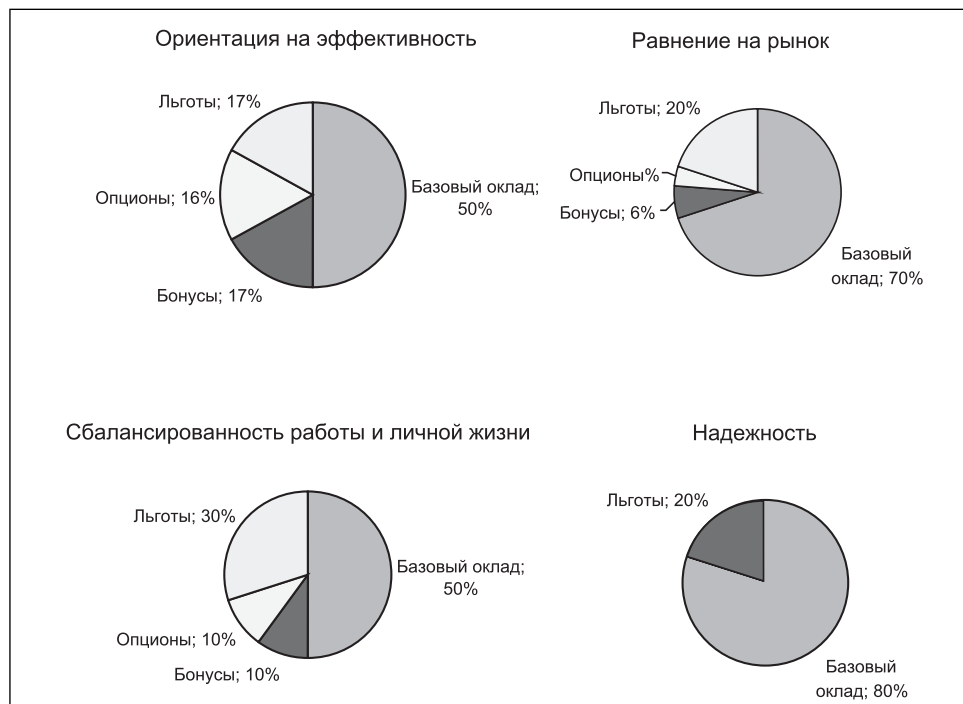 Ориентация на эффективность
Льготы; 17%
Опционы; 16%
Бонусы; 17%
Базовый оклад;
50%
Равнение на рынок
Льготы; 20%
Опционы%
Бонусы; 6%
Базовый
оклад; 70%
Сбалансированность работы и личной жизни
Льготы; 30%
Опционы; 10%
Бонусы; 10%
Базовый оклад;
50%
Надежность
Льготы; 20%
Базовый
оклад; 80%